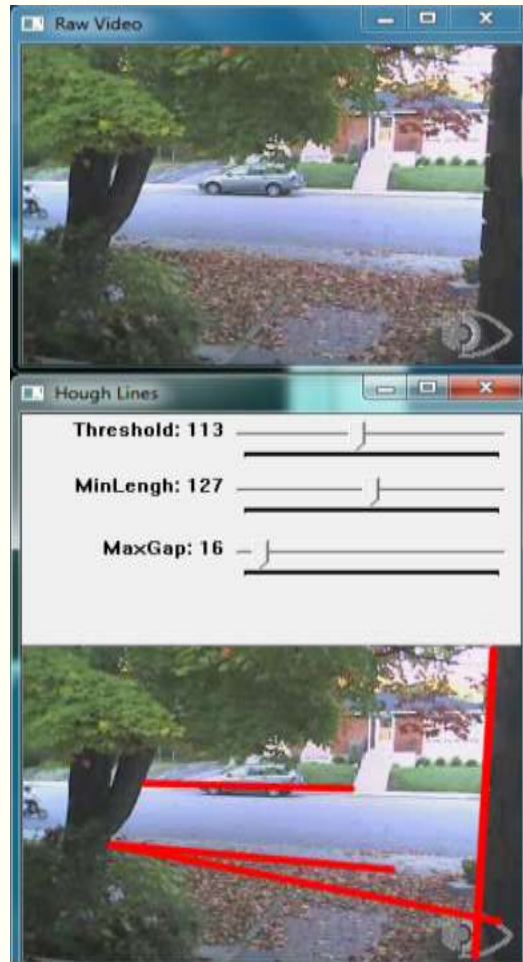 Raw Video
Hough Lines
Threshold: 113
MinLengh: 127
MaxGap: 16